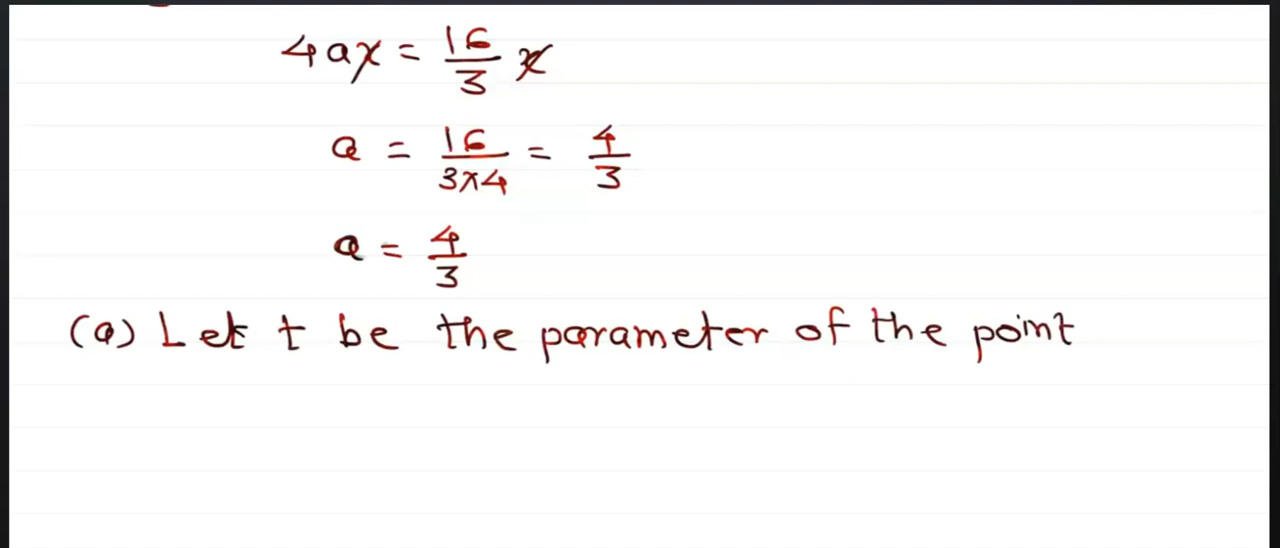 4ax = 16/3 x
a = 16/3×4 = 4/3
a = 4/3
(a) Let t be the parameter of the point